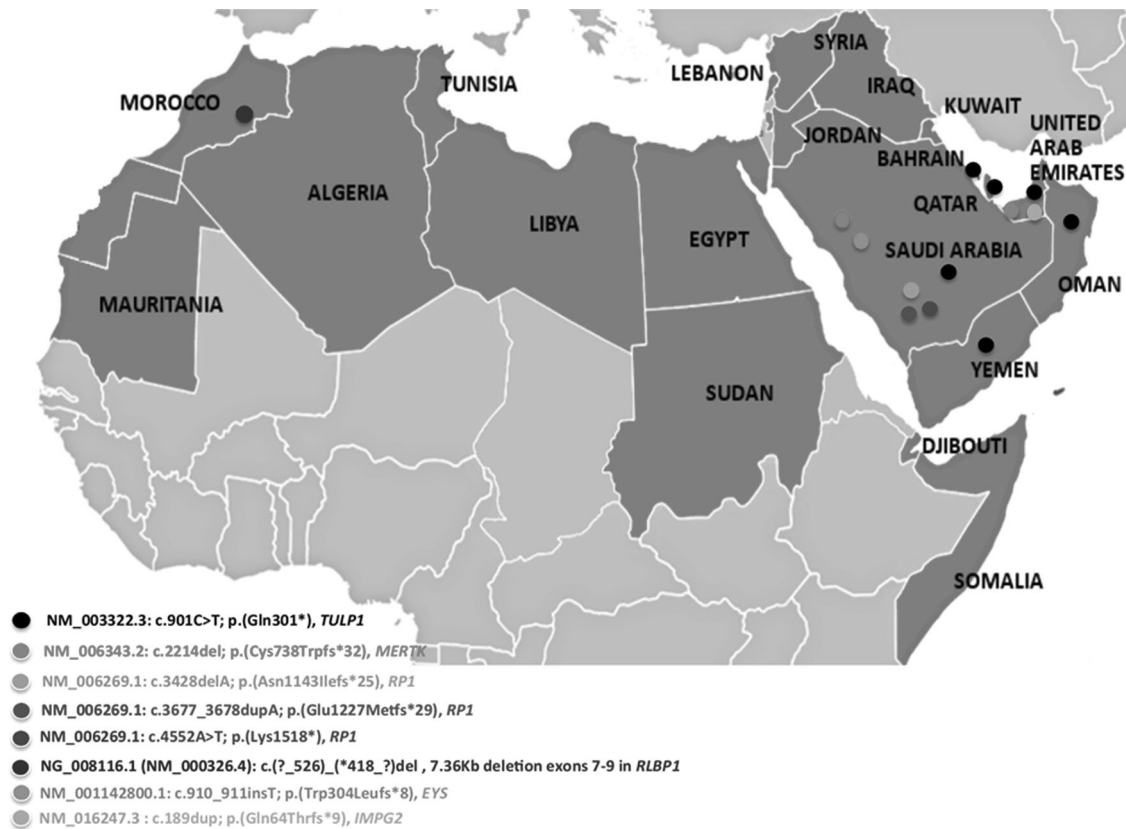 SYRIA
LEBANON
TUNISIA
IRAQ
MOROCCO
KUWAIT
UNITED
ARAB
EMIRATES
JORDAN
BAHRAIN
ALGERIA
QATAR
LIBYA
EGYPT
SAUDI ARABIA
OMAN
MAURITANIA
YEMEN
SUDAN
DJIBOUTI
SOMALIA
NM_003322.3: c.901C>T; p.(Gln301*), TULP1
NM_006343.2: c.2214del; p.(Cys738Trpfs*32), MERTK
NM_006269.1: c.3428delA; p.(Asn1143Ilefs*25), RP1
NM_006269.1: c.3677_3678dupA; p.(Glu1227Metfs*29), RP1
NM_006269.1: c.4552A>T; p.(Lys1518*), RP1
NG_008116.1 (NM_000326.4): c.(?_526)_(*418_?)del , 7.36Kb deletion exons 7-9 in RLBP1
NM_001142800.1: c.910_911insT; p.(Trp304Leufs*8), EYS
NM_016247.3 : c.189dup; p.(Gln64Thrfs*9), IMPG2